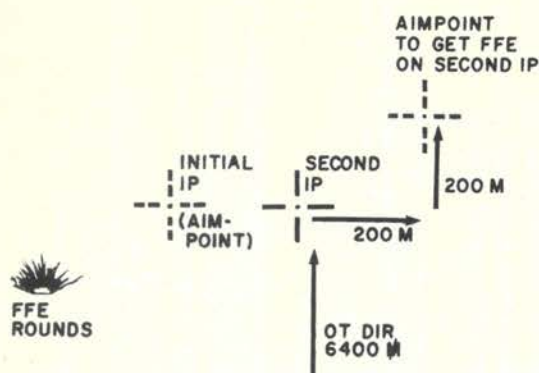 AIMPOINT
TO GET FFE
ON SECOND IP
INITIAL
IP
(AIM-
POINT)
SECOND
IP
200 M
200 M
FFE
ROUNDS
OT DIR
6400 M̸